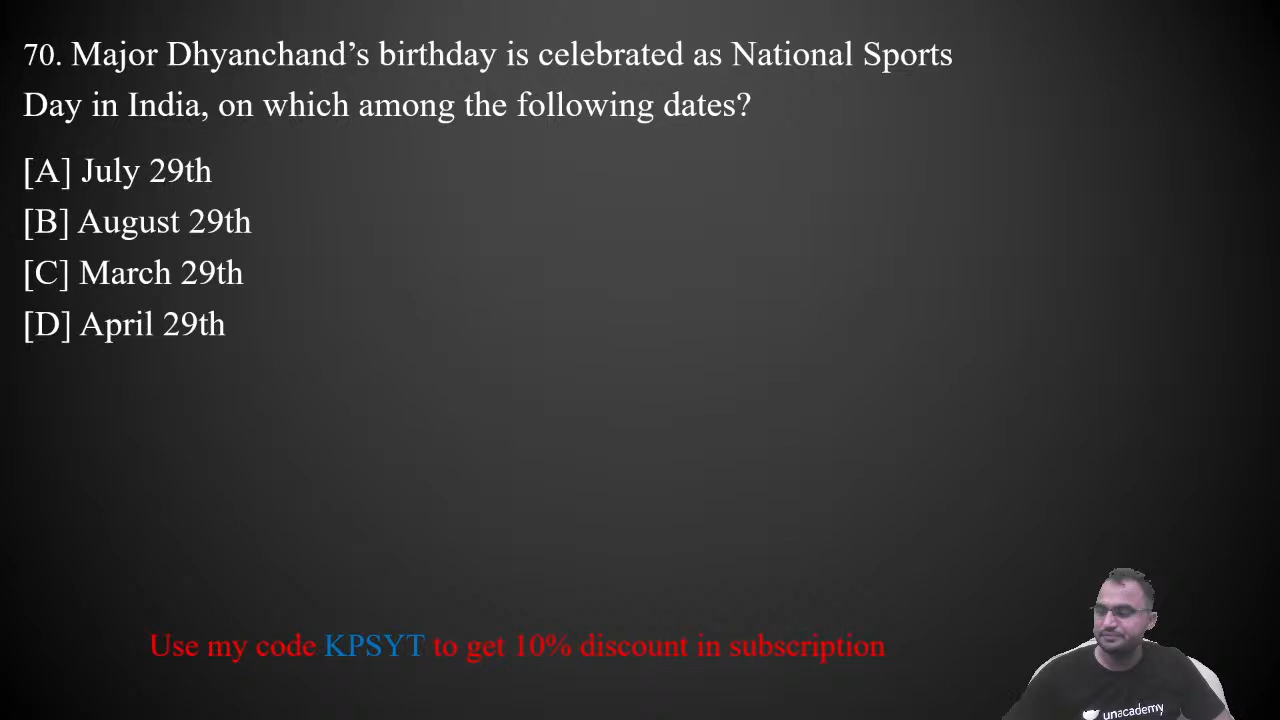 70. Major Dhyanchand’s birthday is celebrated as National Sports
Day in India, on which among the following dates?
[A] July 29th
[B] August 29th
[C] March 29th
[D] April 29th
Use my code KPSYT to get 10% discount in subscription
unacademy